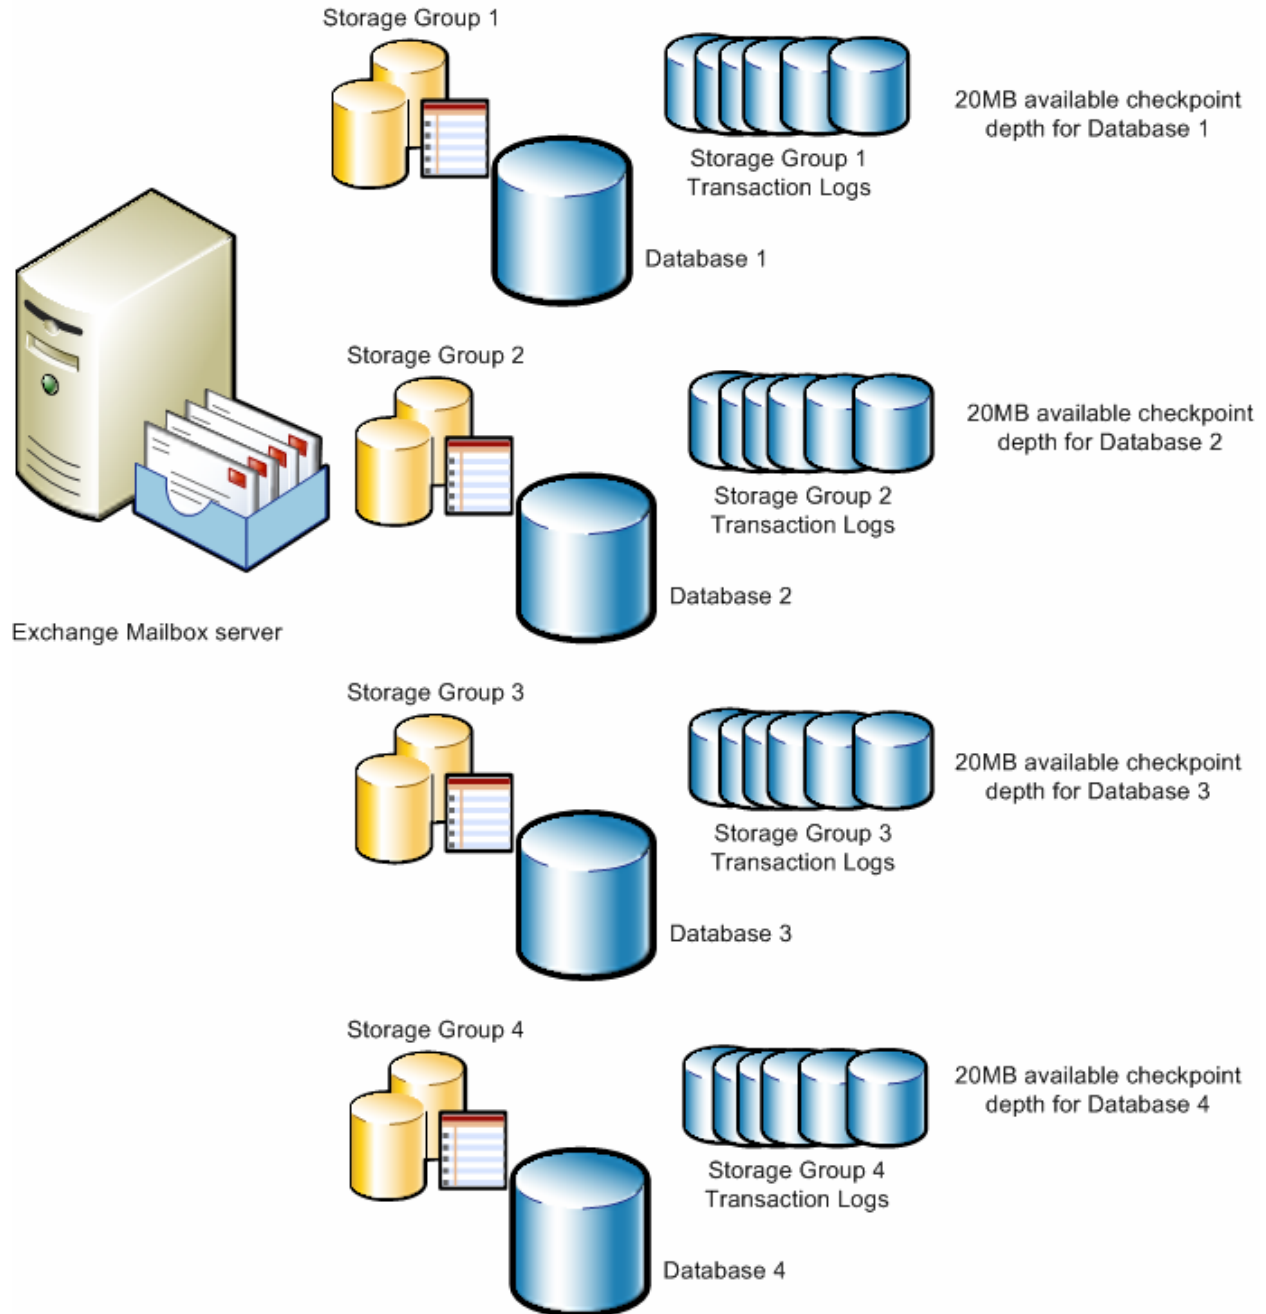 Storage Group 1
20MB available checkpoint
depth for Database 1
Storage Group 1
Transaction Logs
Database 1
Storage Group 2
20MB available checkpoint
depth for Database 2
Storage Group 2
Transaction Logs
Database 2
Exchange Mailbox server
Storage Group 3
20MB available checkpoint
depth for Database 3
Storage Group 3
Transaction Logs
Database 3
Storage Group 4
20MB available checkpoint
depth for Database 4
Storage Group 4
Transaction Logs
Database 4